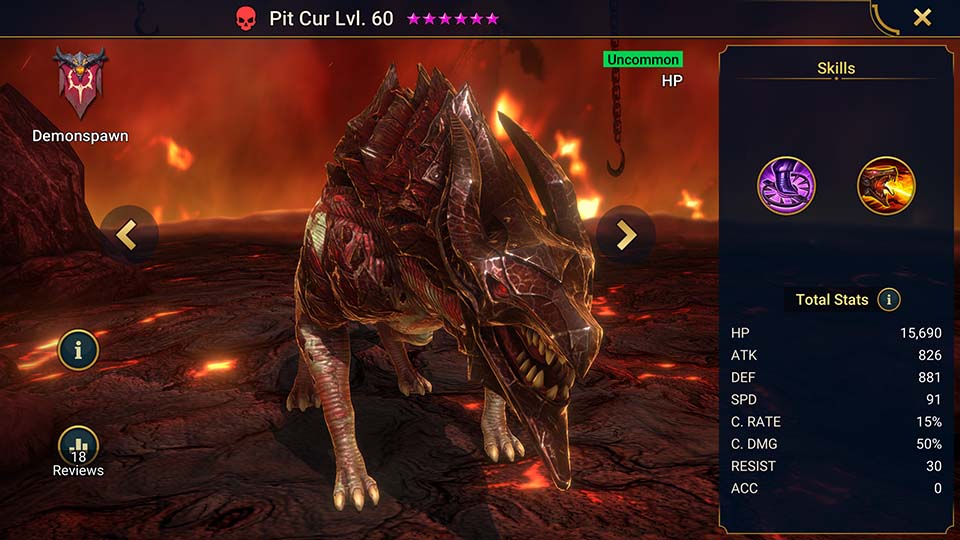 Pit Cur Lvl. 60
Demonspawn
Uncommon
HP
18
Reviews
Skills
Total Stats
HP 15,690
ATK 826
DEF 881
SPD 91
C. RATE 15%
C. DMG 50%
RESIST 30
ACC 0